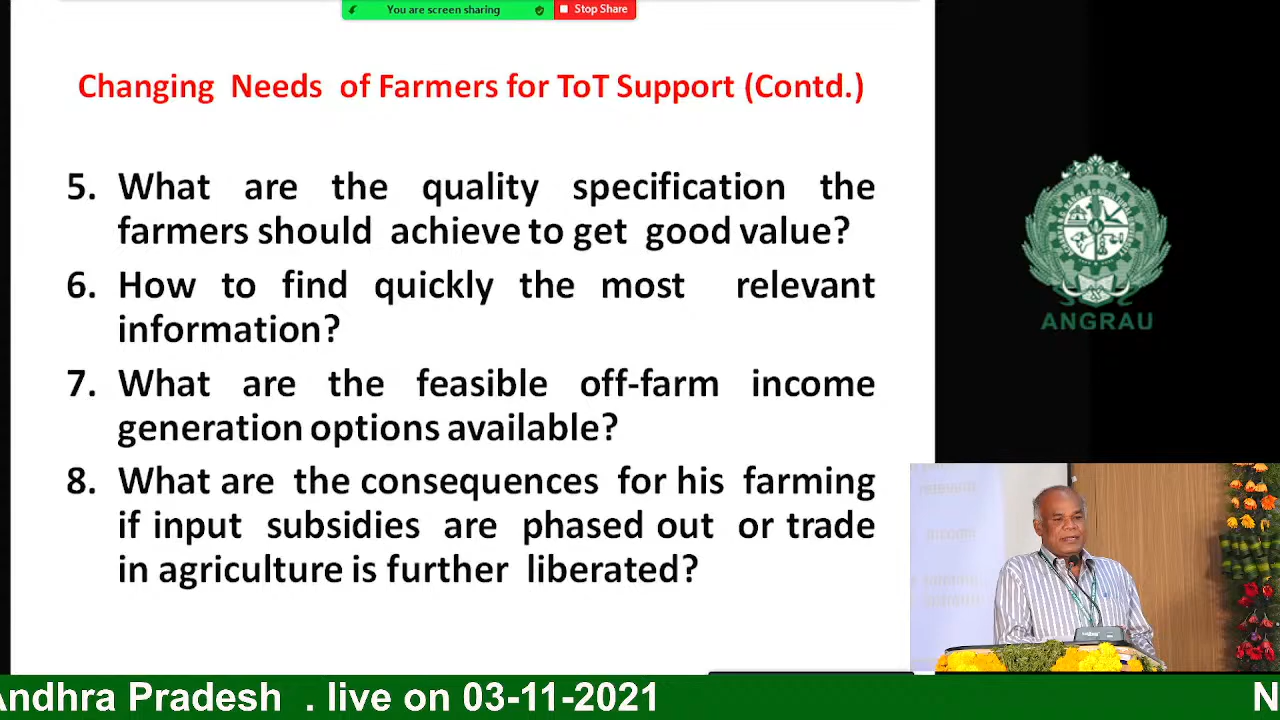 You are screen sharing
Stop Share
Changing Needs of Farmers for ToT Support (Contd.)
5. What are the quality specification the
farmers should achieve to get good value?
6. How to find quickly the most relevant
information?
7. What are the feasible off-farm income
generation options available?
8. What are the consequences for his farming
if input subsidies are phased out or trade
in agriculture is further liberated?
ANGRAU
Andhra Pradesh . live on 03-11-2021
N